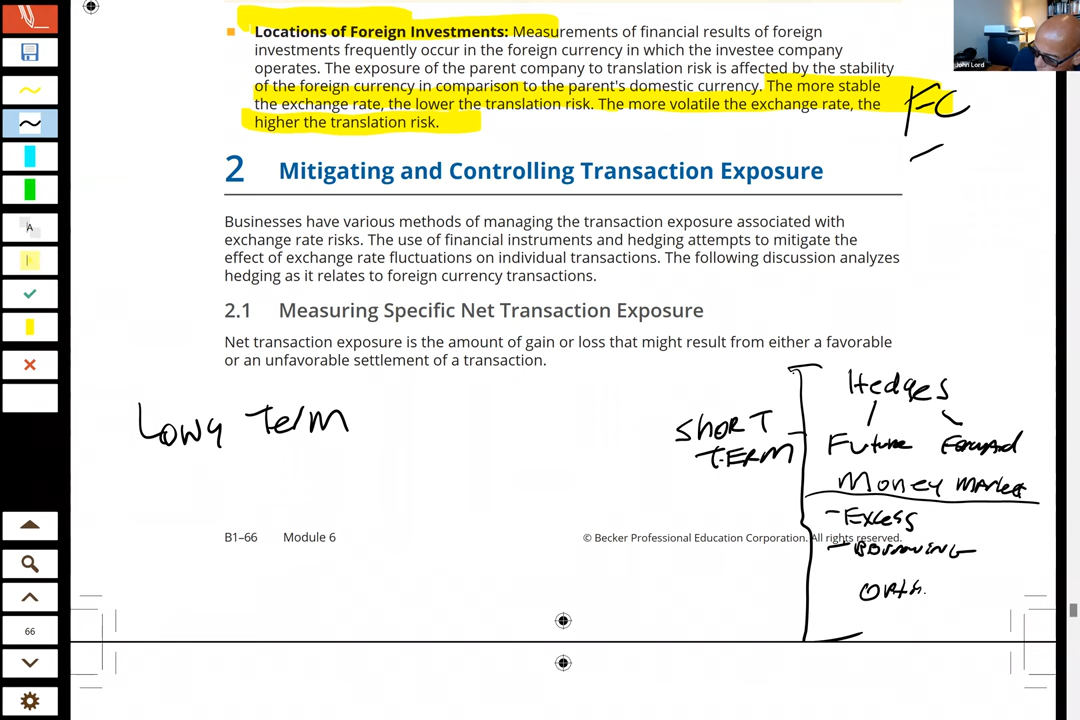 Locations of Foreign Investments: Measurements of financial results of foreign
investments frequently occur in the foreign currency in which the investee company
operates. The exposure of the parent company to translation risk is affected by the stability
of the foreign currency in comparison to the parent's domestic currency. The more stable
the exchange rate, the lower the translation risk. The more volatile the exchange rate, the
higher the translation risk.
FC
John Lord
2 Mitigating and Controlling Transaction Exposure
Businesses have various methods of managing the transaction exposure associated with
exchange rate risks. The use of financial instruments and hedging attempts to mitigate the
effect of exchange rate fluctuations on individual transactions. The following discussion analyzes
hedging as it relates to foreign currency transactions.
2.1 Measuring Specific Net Transaction Exposure
Net transaction exposure is the amount of gain or loss that might result from either a favorable
or an unfavorable settlement of a transaction.
Long Term
SHORT
TERM
Hedges
Future Forward
Money Market
- Excess
B1–66 Module 6
© Becker Professional Education Corporation. All rights reserved.
A
66